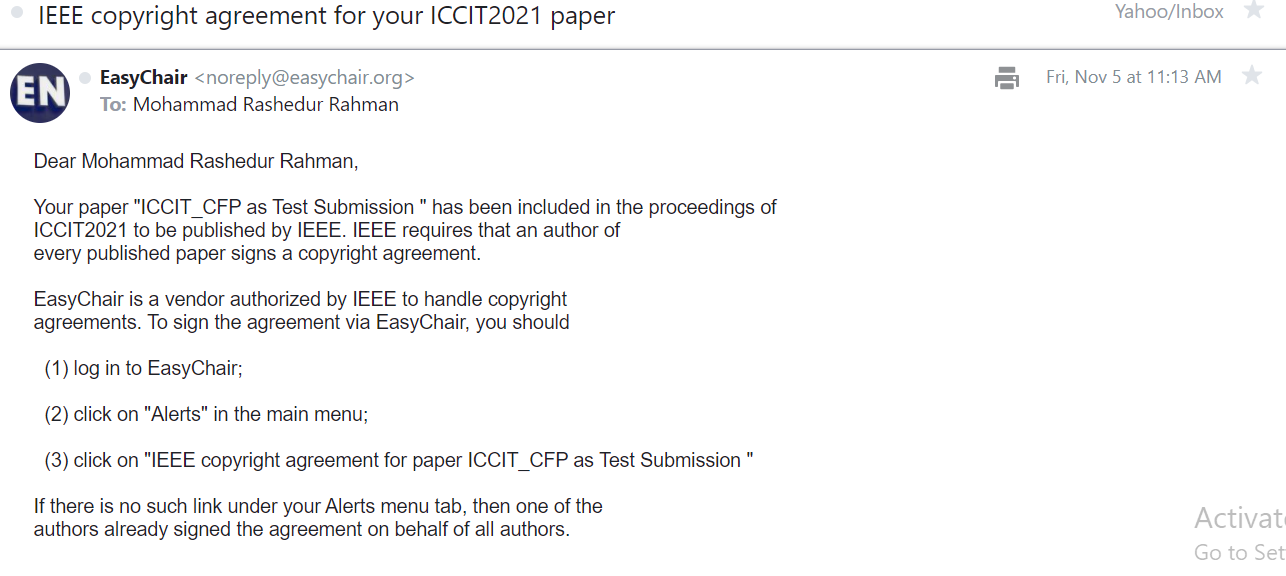 IEEE copyright agreement for your ICCIT2021 paper
Yahoo/Inbox
EN
EasyChair <noreply@easychair.org>
Fri, Nov 5 at 11:13 AM
To: Mohammad Rashedur Rahman
Dear Mohammad Rashedur Rahman,
Your paper "ICCIT_CFP as Test Submission " has been included in the proceedings of
ICCIT2021 to be published by IEEE. IEEE requires that an author of
every published paper signs a copyright agreement.
EasyChair is a vendor authorized by IEEE to handle copyright
agreements. To sign the agreement via EasyChair, you should
(1) log in to EasyChair;
(2) click on "Alerts" in the main menu;
(3) click on "IEEE copyright agreement for paper ICCIT_CFP as Test Submission "
If there is no such link under your Alerts menu tab, then one of the
authors already signed the agreement on behalf of all authors.
Activate
Go to Set